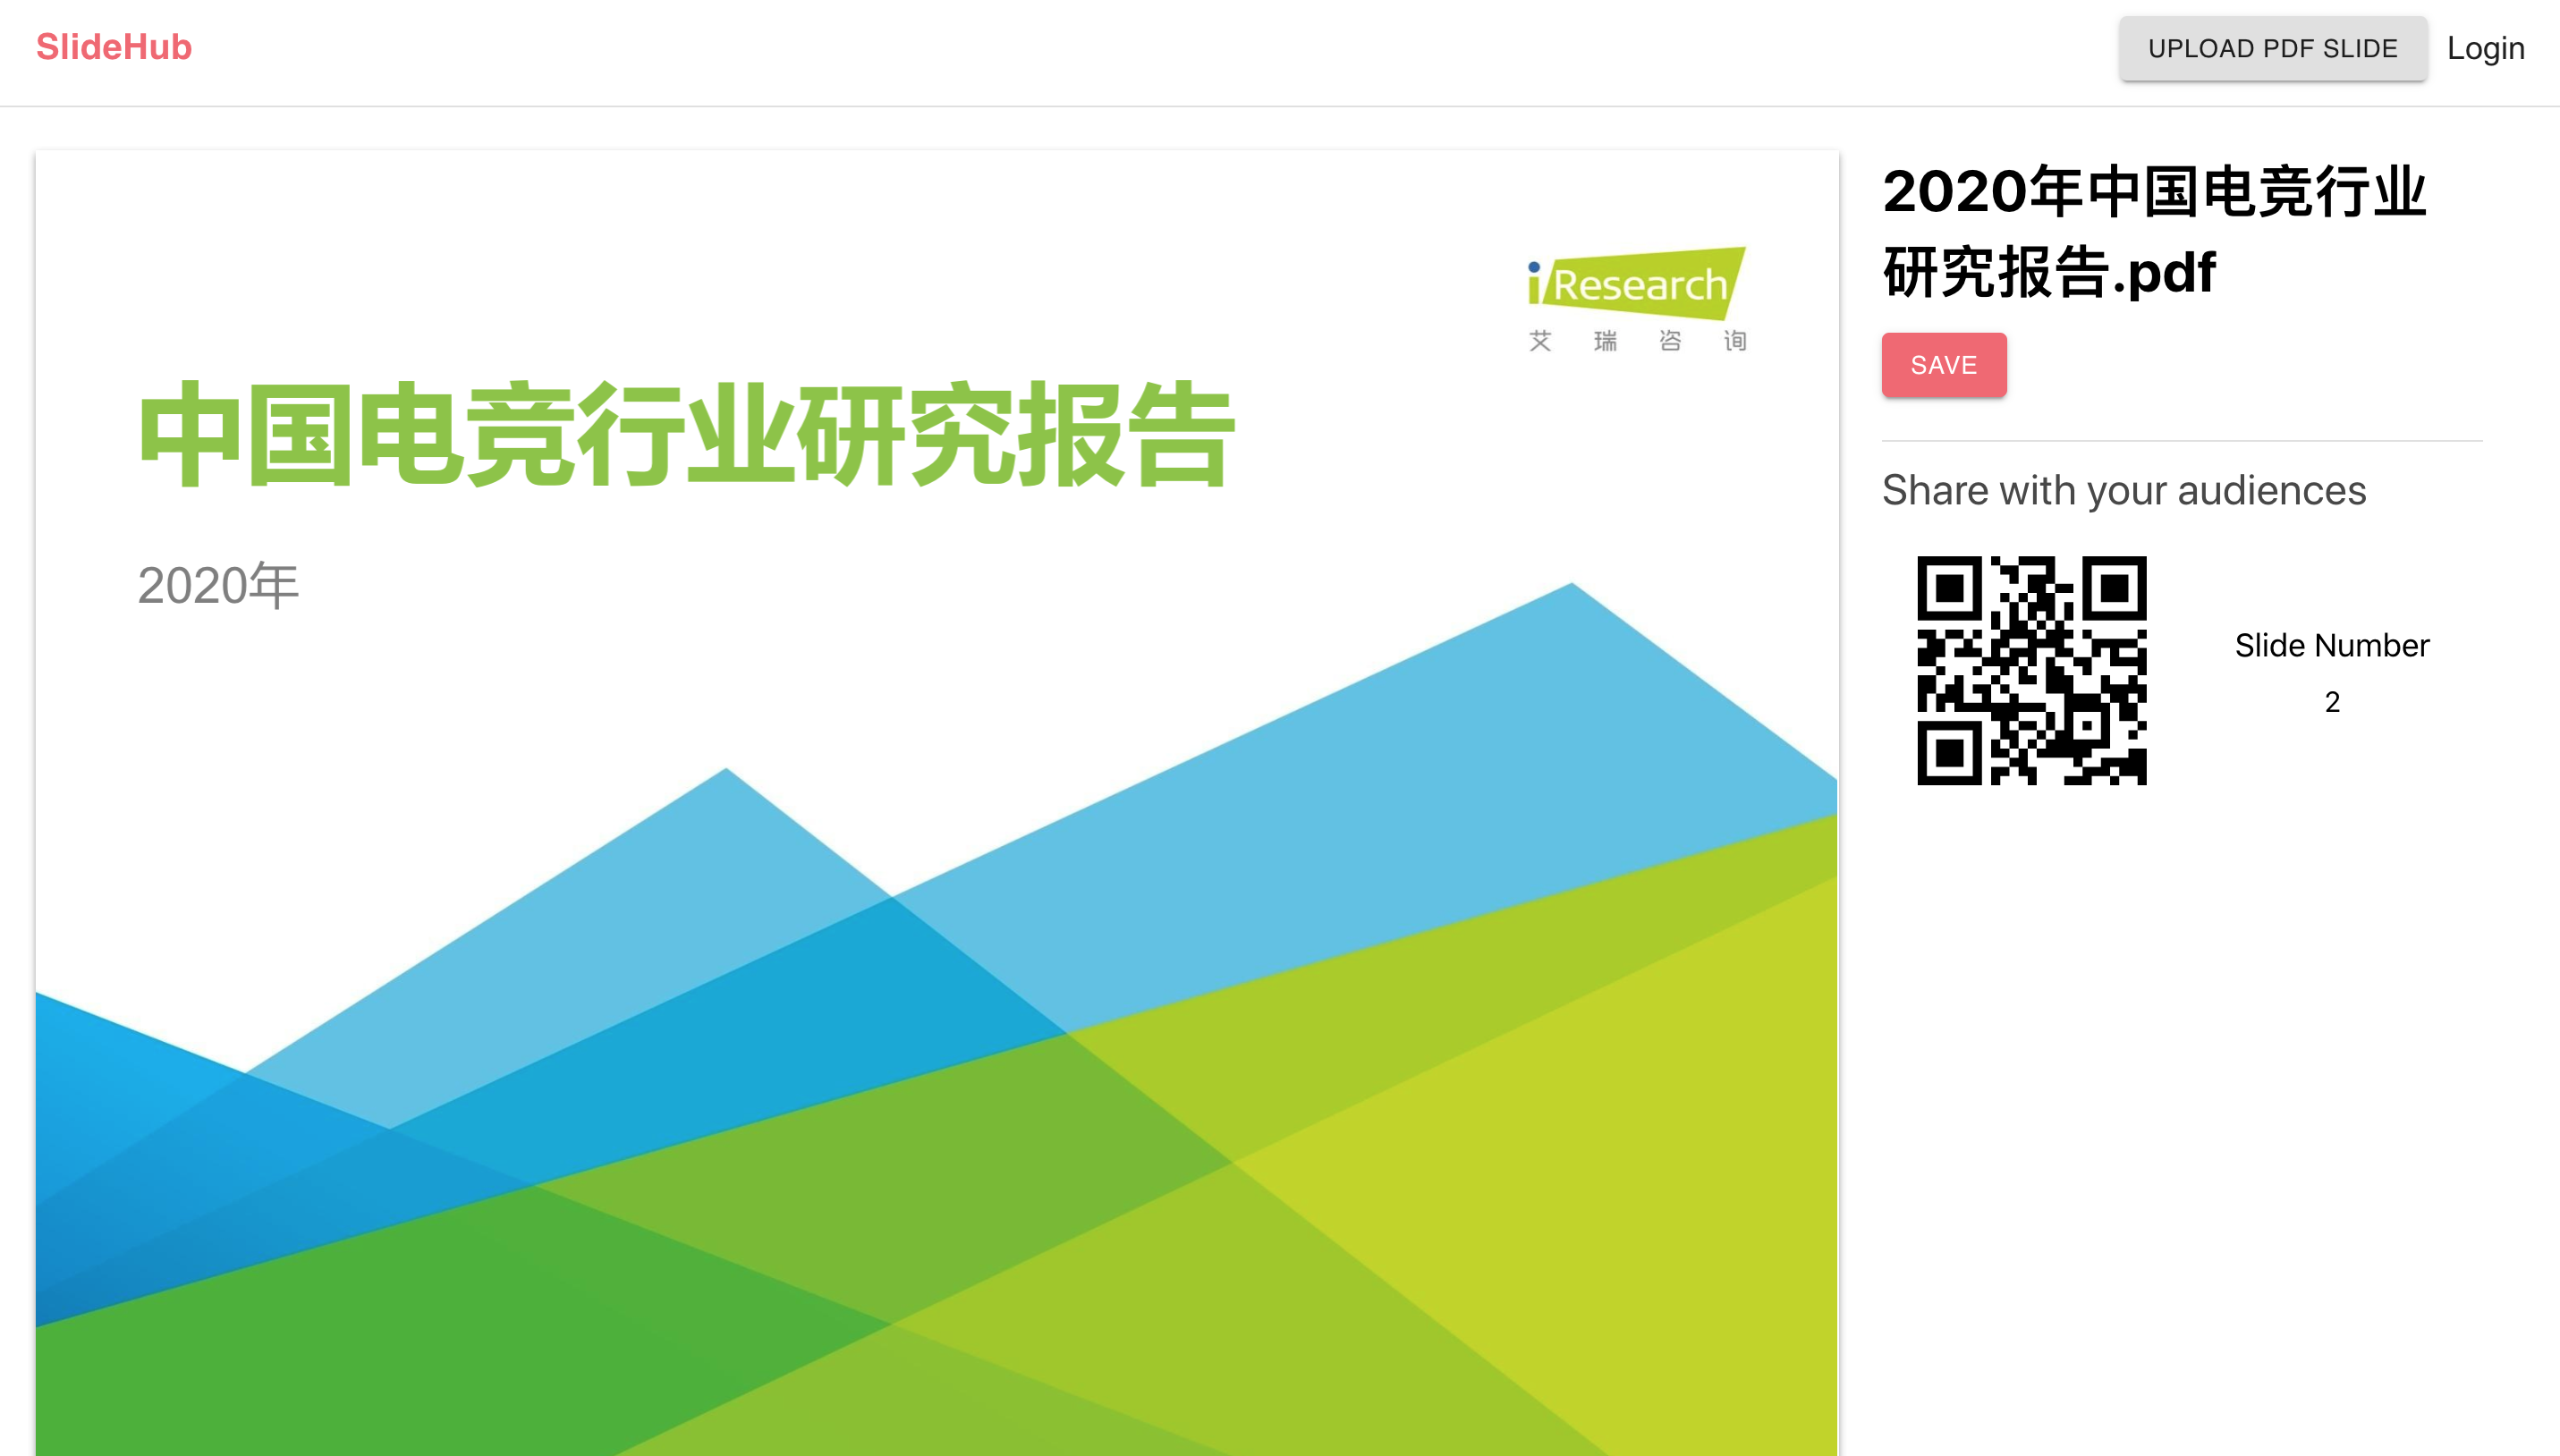 SlideHub
UPLOAD PDF SLIDE
Login
iResearch
艾瑞咨询
中国电竞行业研究报告
2020年
2020年中国电竞行业
研究报告.pdf
SAVE
Share with your audiences
Slide Number
2